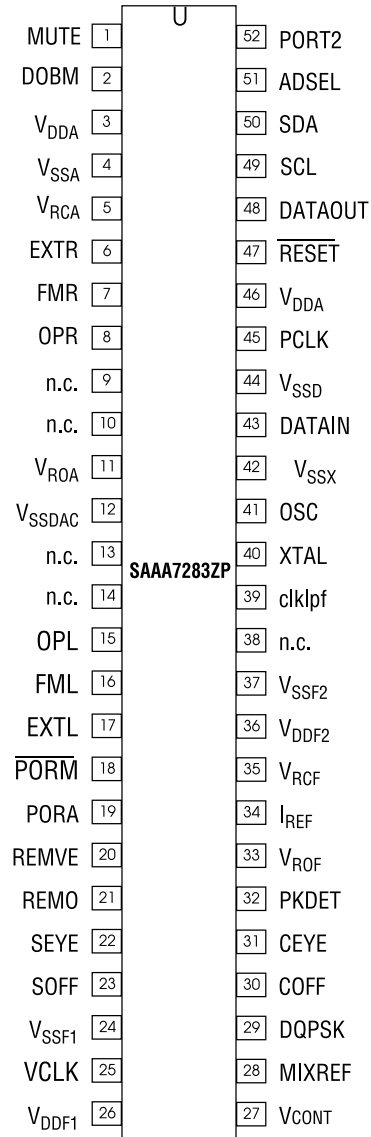 MUTE 1 52 PORT2
DOBM 2 51 ADSEL
VDDA 3 50 SDA
VSSA 4 49 SCL
VRCA 5 48 DATAOUT
EXTR 6 47 RESET
FMR 7 46 VDDA
OPR 8 45 PCLK
n.c. 9 44 VSSD
n.c. 10 43 DATAIN
VROA 11 42 VSSX
VSSDAC 12 41 OSC
n.c. 13 40 XTAL
SAAA7283ZP
n.c. 14 39 clklpf
OPL 15 38 n.c.
FML 16 37 VSSF2
EXTL 17 36 VDDF2
PORM 18 35 VRCF
PORA 19 34 IREF
REMVE 20 33 VROF
REMO 21 32 PKDET
SEYE 22 31 CEYE
SOFF 23 30 COFF
VSSF1 24 29 DQPSK
VCLK 25 28 MIXREF
VDDF1 26 27 VCONT